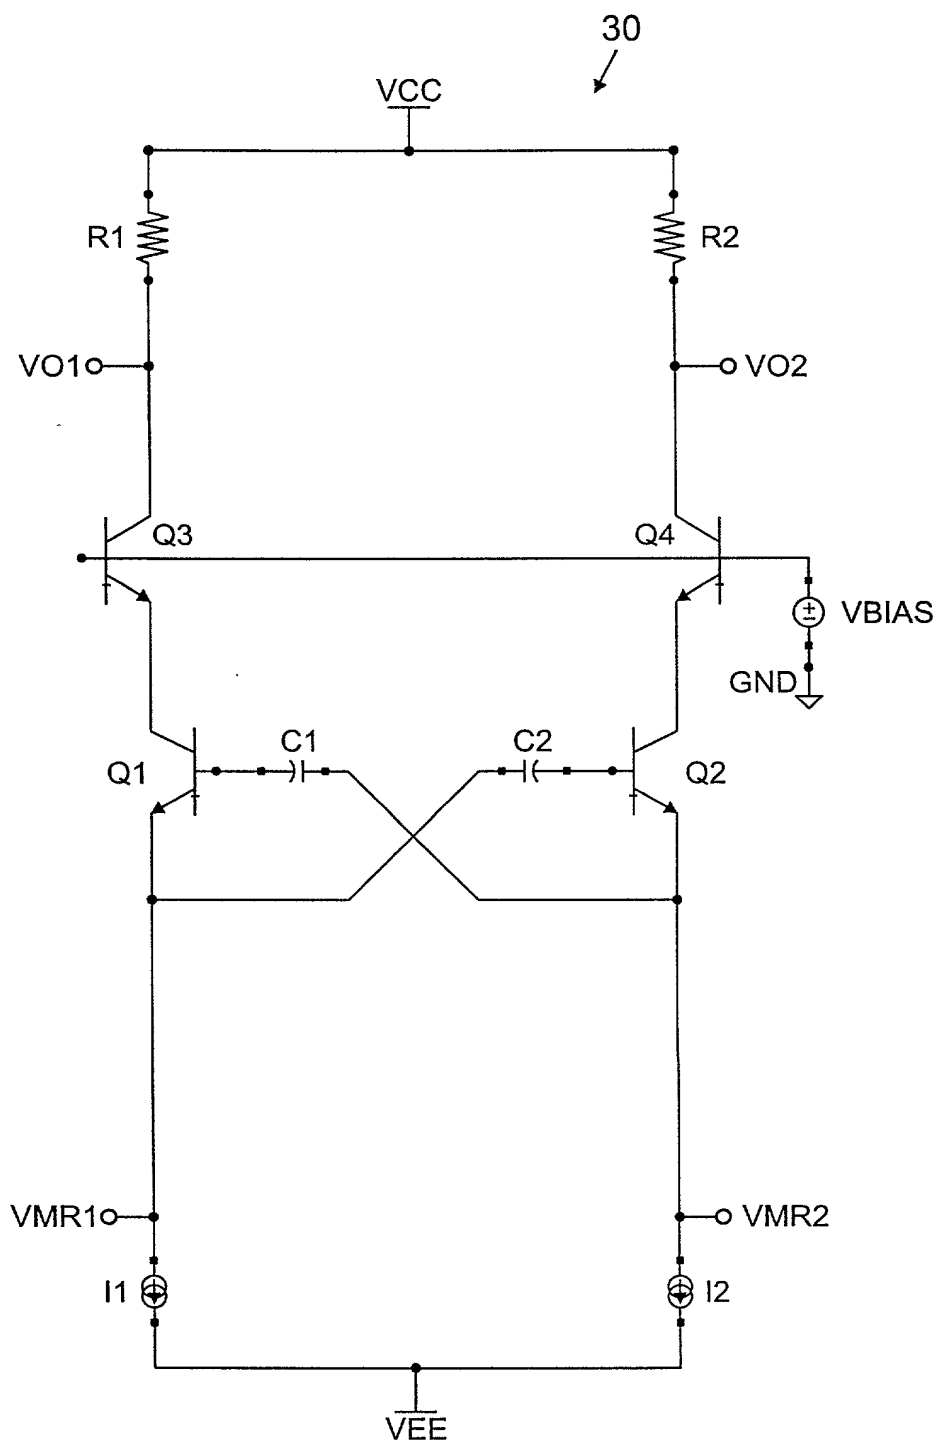 30
VCC
R1
R2
VO1
VO2
Q3
Q4
VBIAS
GND
C1
C2
Q1
Q2
VMR1
VMR2
I1
I2
VEE